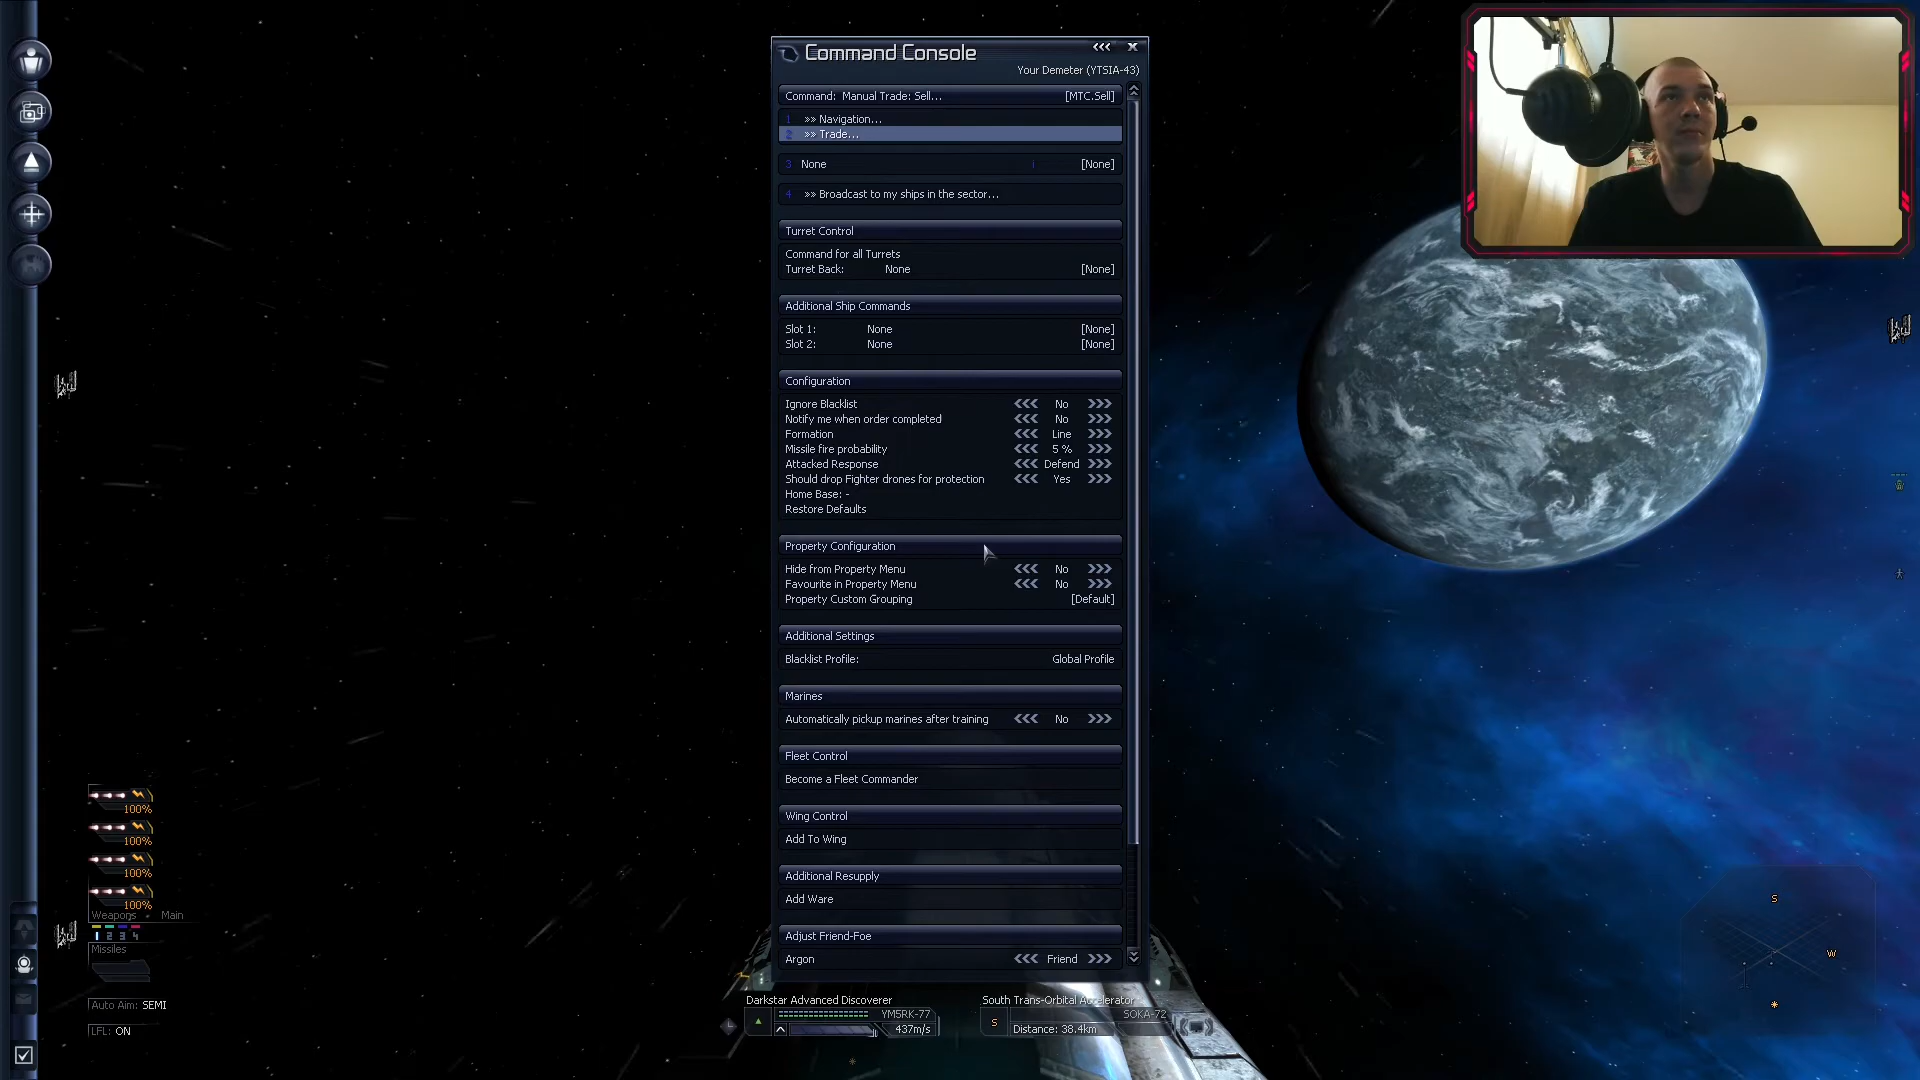 Command Console
Your Demeter (YTSIA-43)
Command: Manual Trade: Sell... [MTC.Sell]
1 >> Navigation...
2 >> Trade...
3 None [None]
4 >> Broadcast to my ships in the sector...
Turret Control
Command for all Turrets
Turret Back: None [None]
Additional Ship Commands
Slot 1: None [None]
Slot 2: None [None]
Configuration
Ignore Blacklist No
Notify me when order completed No
Formation Line
Missile fire probability 5 %
Attacked Response Defend
Should drop Fighter drones for protection Yes
Home Base: -
Restore Defaults
Property Configuration
Hide from Property Menu No
Favourite in Property Menu No
Property Custom Grouping [Default]
Additional Settings
Blacklist Profile: Global Profile
Marines
Automatically pickup marines after training No
Fleet Control
Become a Fleet Commander
Wing Control
Add To Wing
Additional Resupply
Add Ware
Adjust Friend-Foe
Argon Friend
100%
100%
100%
100%
Weapons Main
1 2 3 4
Missiles
Auto Aim: SEMI
LFL: ON
Darkstar Advanced Discoverer
YM5RK-77
437m/s
South Trans-Orbital Accelerator
SOKA-72
S
Distance: 38.4km
S
W